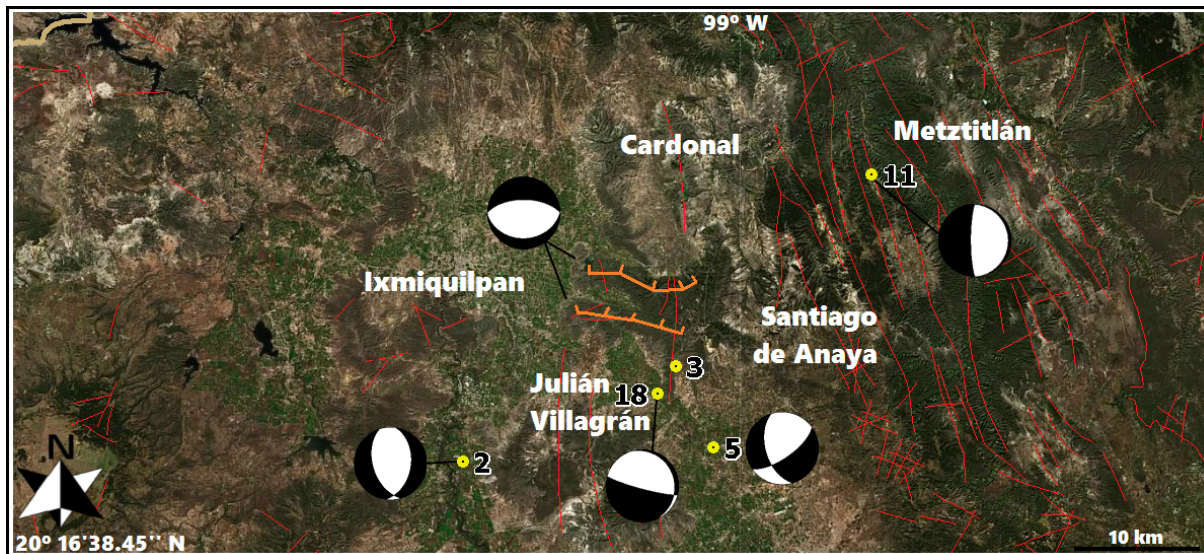 99º W
Cardonal
Metztitlán
11
Ixmiquilpan
Santiago
de Anaya
3
Julián
Villagrán
18
5
2
N
20º 16'38.45'' N
10 km